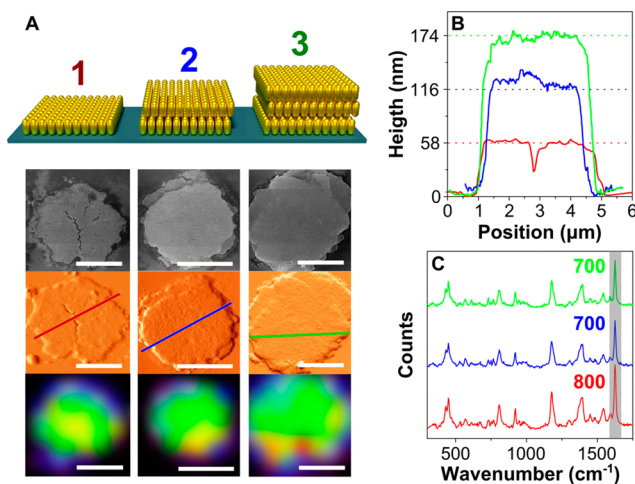 A
1
2
3
B
174
116
58
0
Heigth (nm)
0 1 2 3 4 5 6
Position (µm)
C
700
700
800
Counts
500 1000 1500
Wavenumber (cm⁻¹)